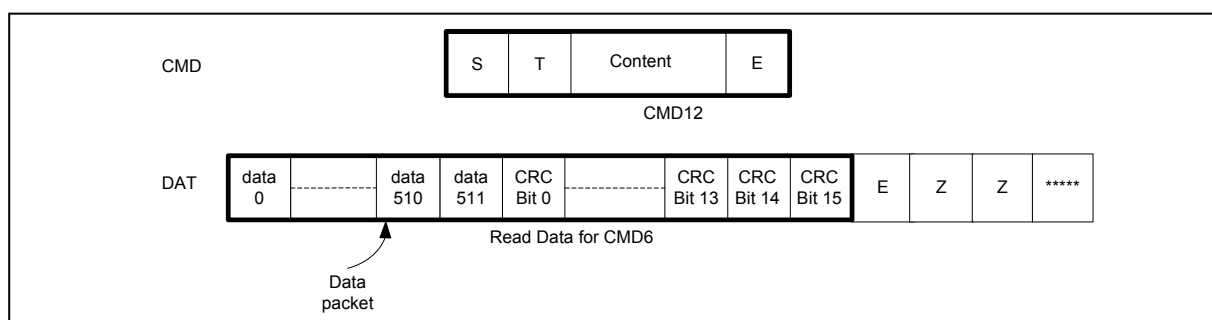 CMD
S T Content E
CMD12
DAT
data 0
data 510
data 511
CRC Bit 0
CRC Bit 13
CRC Bit 14
CRC Bit 15
E Z Z *****
Read Data for CMD6
Data
packet